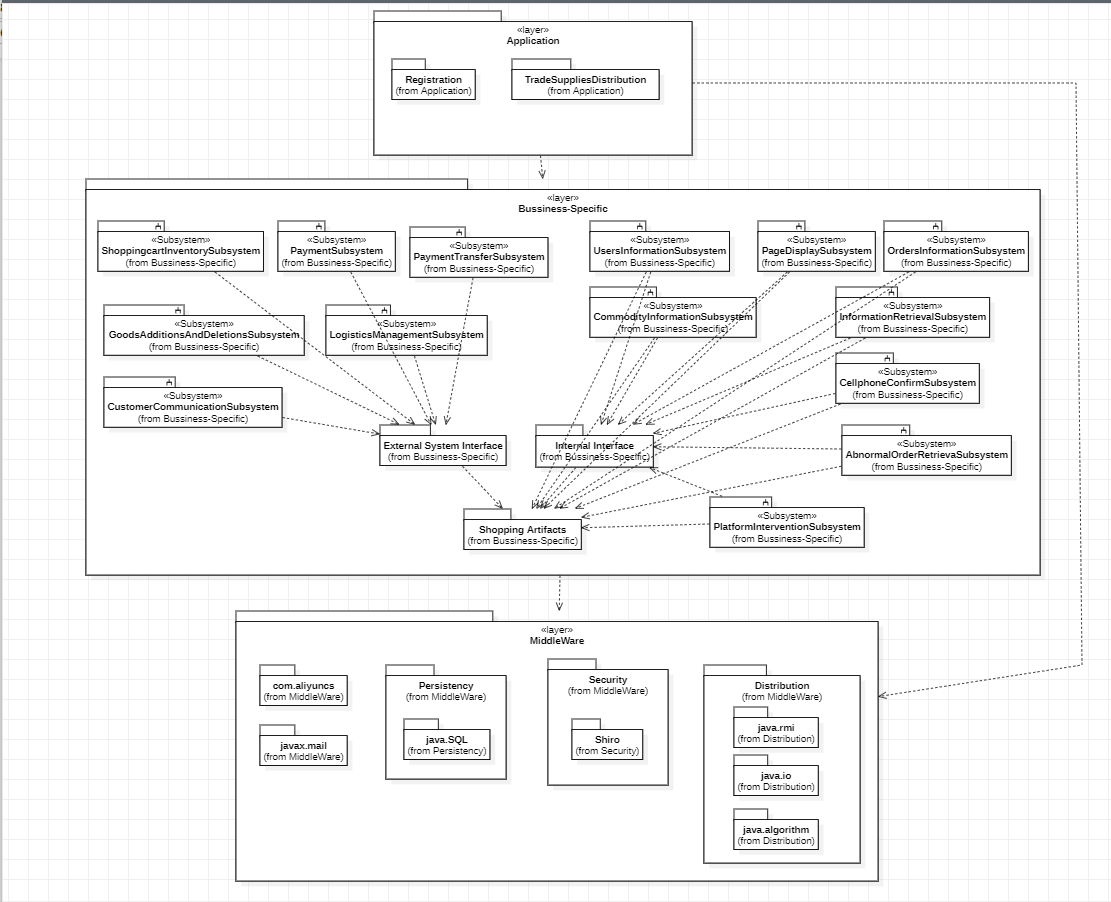 «layer»
Application
Registration
(from Application)
TradeSuppliesDistribution
(from Application)
«layer»
Bussiness-Specific
«Subsystem»
ShoppingcartInventorySubsystem
(from Bussiness-Specific)
«Subsystem»
PaymentSubsystem
(from Bussiness-Specific)
«Subsystem»
PaymentTransferSubsystem
(from Bussiness-Specific)
«Subsystem»
UsersInformationSubsystem
(from Bussiness-Specific)
«Subsystem»
PageDisplaySubsystem
(from Bussiness-Specific)
«Subsystem»
OrdersInformationSubsystem
(from Bussiness-Specific)
«Subsystem»
GoodsAdditionsAndDeletionsSubsystem
(from Bussiness-Specific)
«Subsystem»
LogisticsManagementSubsystem
(from Bussiness-Specific)
«Subsystem»
CommodityInformationSubsystem
(from Bussiness-Specific)
«Subsystem»
InformationRetrievalSubsystem
(from Bussiness-Specific)
«Subsystem»
CustomerCommunicationSubsystem
(from Bussiness-Specific)
«Subsystem»
CellphoneConfirmSubsystem
(from Bussiness-Specific)
External System Interface
(from Bussiness-Specific)
Internal Interface
(from Bussiness-Specific)
«Subsystem»
AbnormalOrderRetrievaSubsystem
(from Bussiness-Specific)
Shopping Artifacts
(from Bussiness-Specific)
«Subsystem»
PlatformInterventionSubsystem
(from Bussiness-Specific)
«layer»
MiddleWare
com.aliyuncs
(from MiddleWare)
javax.mail
(from MiddleWare)
Persistency
(from MiddleWare)
java.SQL
(from Persistency)
Security
(from MiddleWare)
Shiro
(from Security)
Distribution
(from MiddleWare)
java.rmi
(from Distribution)
java.io
(from Distribution)
java.algorithm
(from Distribution)